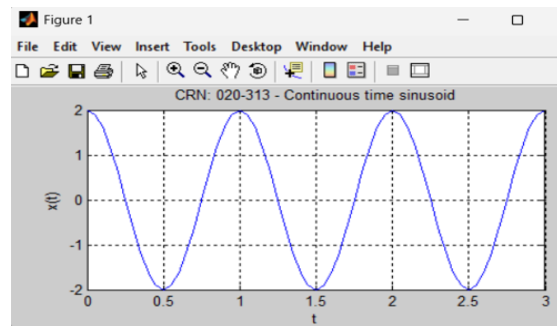 Figure 1
File Edit View Insert Tools Desktop Window Help
CRN: 020-313 - Continuous time sinusoid
2
1
0
-1
-2
x(t)
0 0.5 1 1.5 2 2.5 3
t